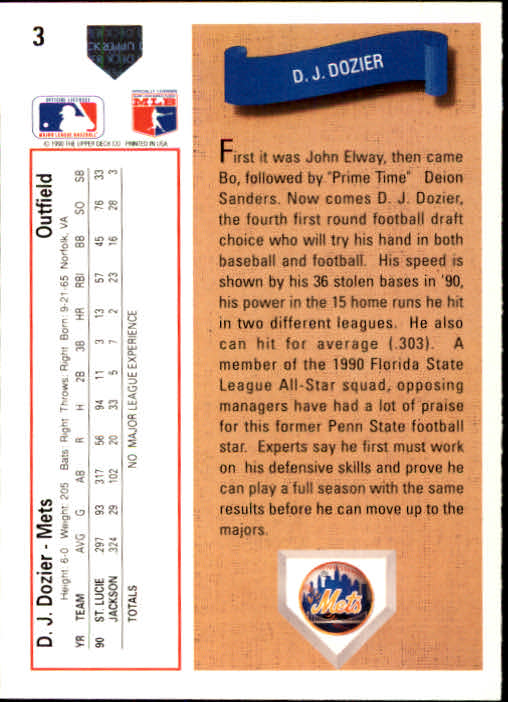 3
UPPER DECK
OFFICIAL LICENSEE
MAJOR LEAGUE BASEBALL
OFFICIALLY LICENSED
MLB
© 1990 THE UPPER DECK CO. PRINTED IN USA
D. J. Dozier - Mets Outfield
Height: 6-0 Weight: 205 Bats: Right Throws: Right Born: 9-21-65 Norfolk, VA
YR TEAM AVG G AB R H 2B 3B HR RBI BB SO SB
90 ST. LUCIE 297 93 317 56 94 11 3 13 57 45 76 33
JACKSON 324 29 102 20 33 5 7 2 23 16 28 3
TOTALS NO MAJOR LEAGUE EXPERIENCE
D. J. DOZIER
First it was John Elway, then came
Bo, followed by "Prime Time" Deion
Sanders. Now comes D. J. Dozier,
the fourth first round football draft
choice who will try his hand in both
baseball and football. His speed is
shown by his 36 stolen bases in '90,
his power in the 15 home runs he hit
in two different leagues. He also
can hit for average (.303). A
member of the 1990 Florida State
League All-Star squad, opposing
managers have had a lot of praise
for this former Penn State football
star. Experts say he first must work
on his defensive skills and prove he
can play a full season with the same
results before he can move up to the
majors.
Mets